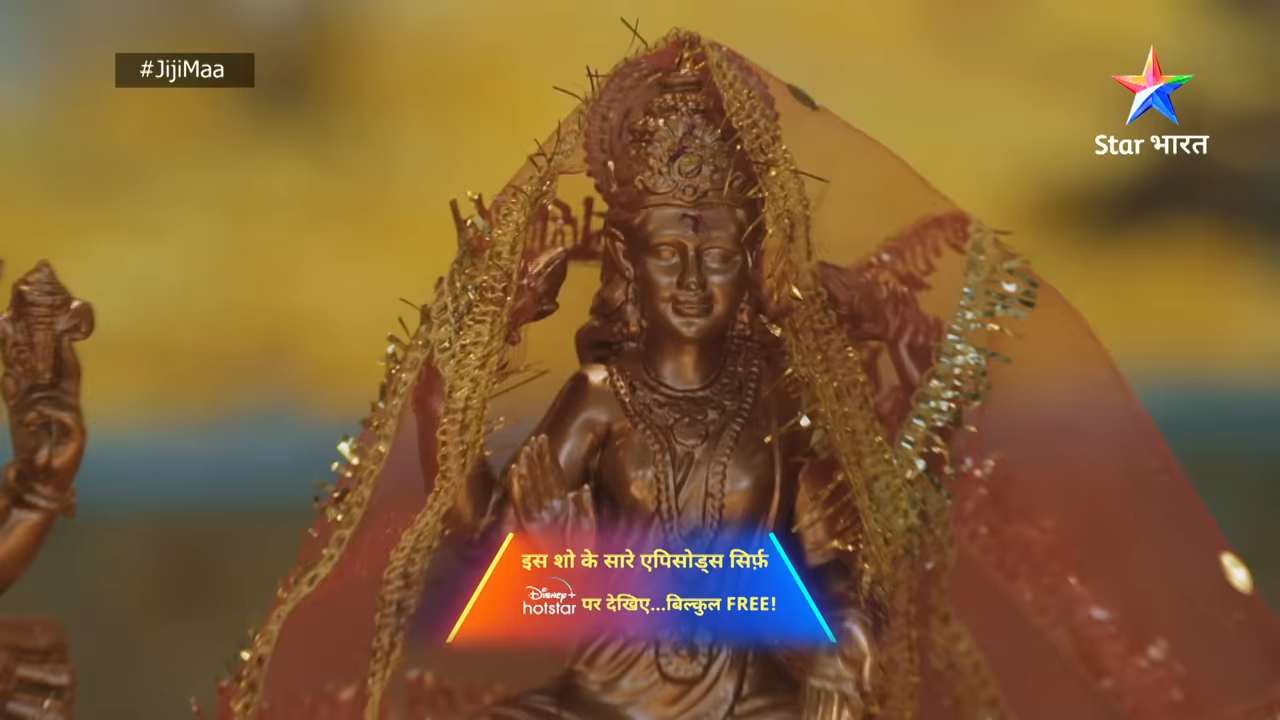 #JijiMaa
Star भारत
इस शो के सारे एपिसोड्स सिर्फ़
Disney+ hotstar पर देखिए...बिल्कुल FREE!